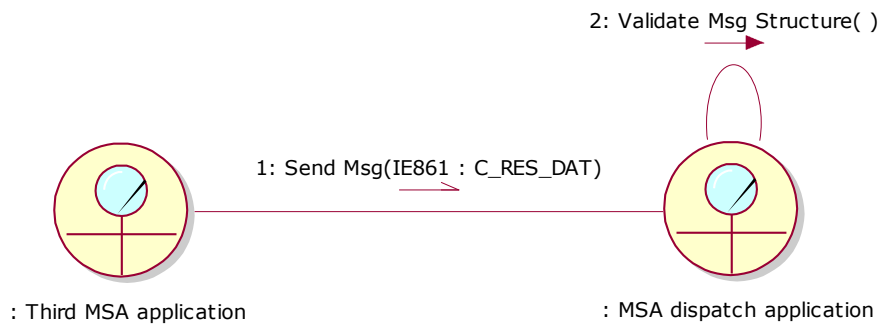 2: Validate Msg Structure( )
1: Send Msg(IE861 : C_RES_DAT)
: Third MSA application
: MSA dispatch application